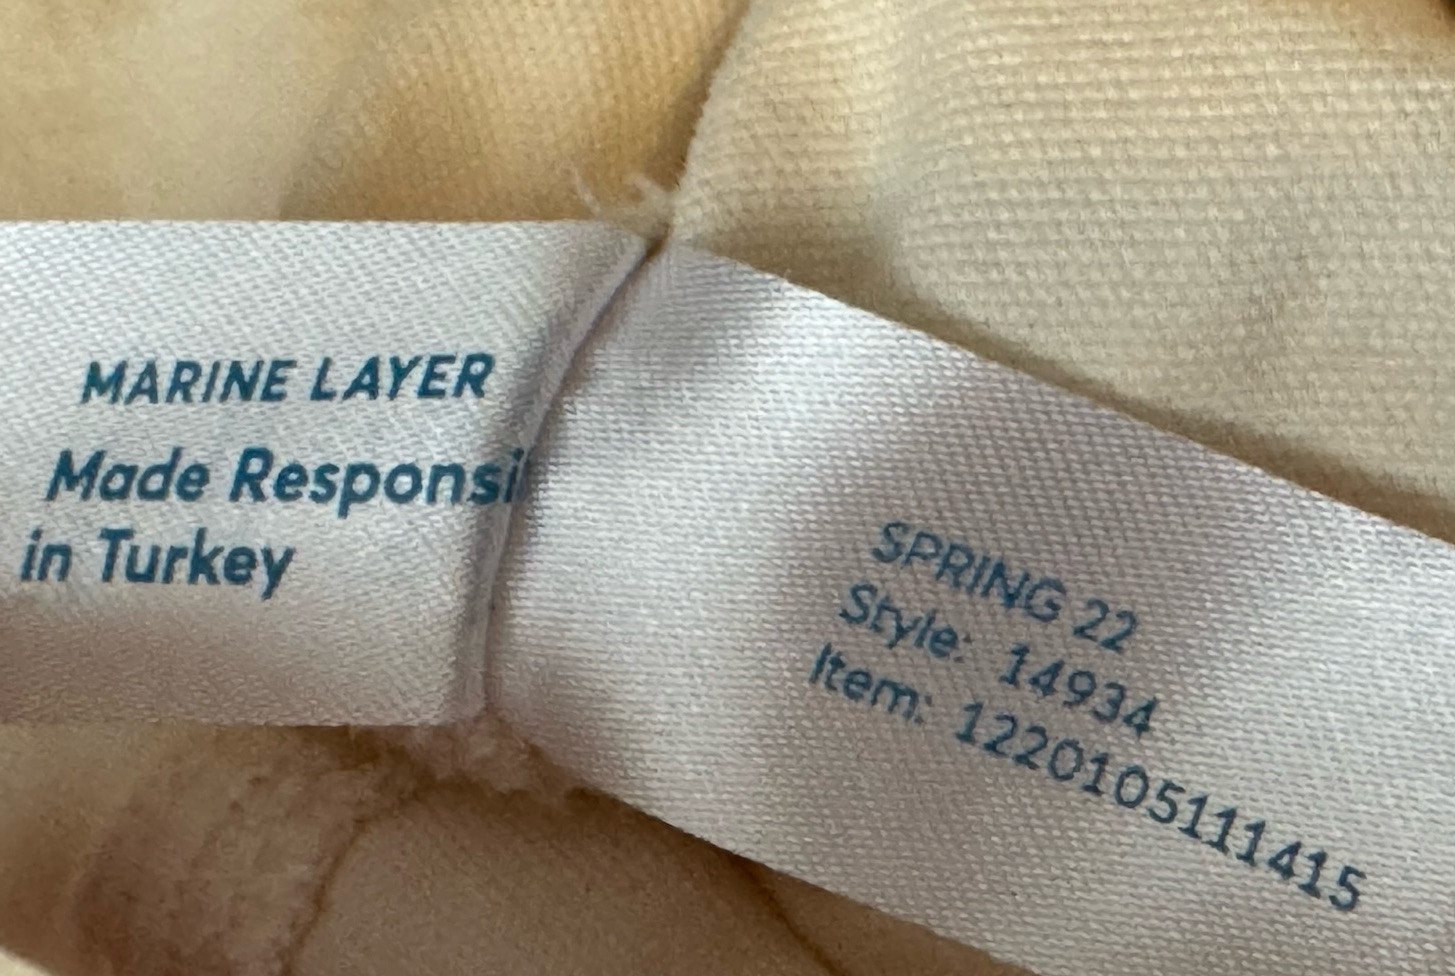 MARINE LAYER
Made Responsi
in Turkey
SPRING 22
Style: 14934
Item: 1220105111415